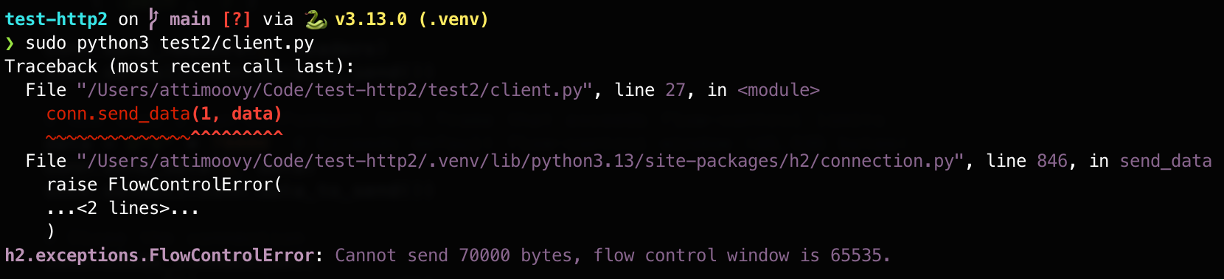 test-http2 on main [?] via 🐍 v3.13.0 (.venv)
❯ sudo python3 test2/client.py
Traceback (most recent call last):
  File "/Users/attimoovy/Code/test-http2/test2/client.py", line 27, in <module>
    conn.send_data(1, data)
    ~~~~~~~~~~~~~~^^^^^^^^^
  File "/Users/attimoovy/Code/test-http2/.venv/lib/python3.13/site-packages/h2/connection.py", line 846, in send_data
    raise FlowControlError(
    ...<2 lines>...
    )
h2.exceptions.FlowControlError: Cannot send 70000 bytes, flow control window is 65535.